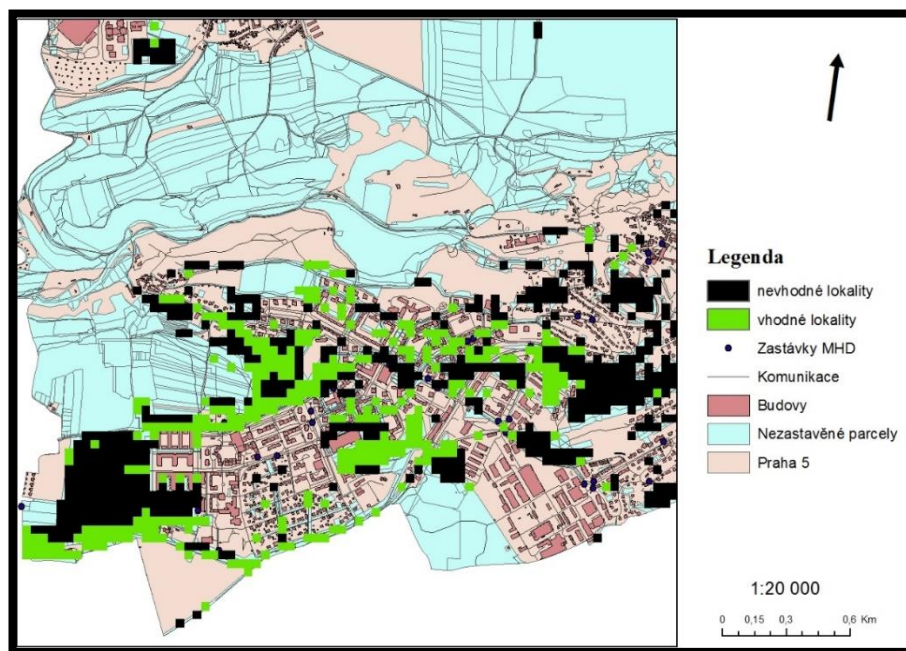 Legenda
nevhodné lokality
vhodné lokality
Zastávky MHD
Komunikace
Budovy
Nezastavěné parcely
Praha 5
1:20 000
0 0,15 0,3 0,6 Km